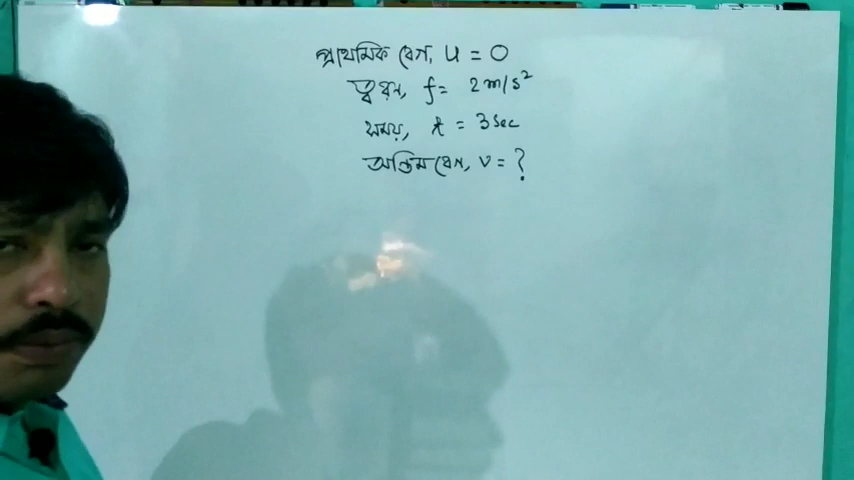 প্রাথমিক বেগ, u = 0
ত্বরণ, f = 2 m/s²
সময়, t = 3 sec
অন্তিম বেগ, v = ?